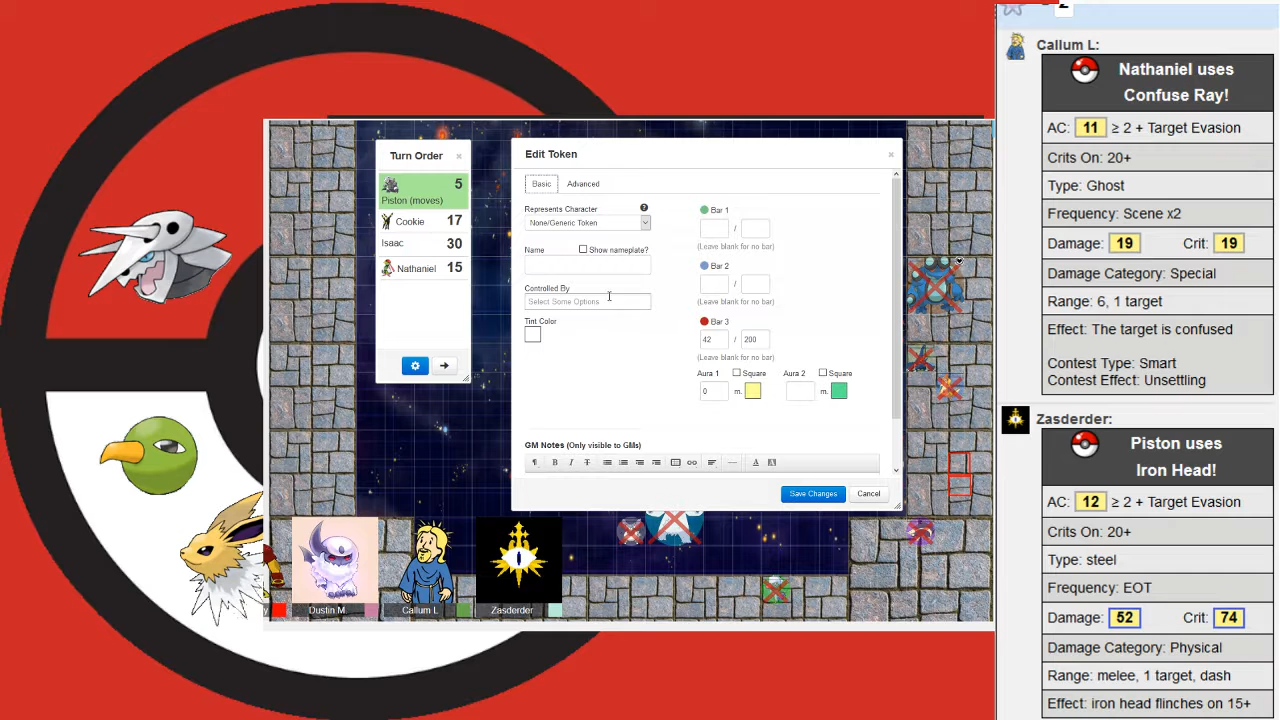 Turn Order ×
5
Piston (moves)
Cookie 17
Isaac 30
Nathaniel 15
Edit Token ×
Basic Advanced
Represents Character
None/Generic Token
Name Show nameplate?
Controlled By
Select Some Options
Tint Color
Bar 1
/
(Leave blank for no bar)
Bar 2
/
(Leave blank for no bar)
Bar 3
42 / 200
(Leave blank for no bar)
Aura 1 Square Aura 2 Square
0 m. m.
GM Notes (Only visible to GMs)
Save Changes Cancel
Dustin M. Callum L Zasderder
Callum L:
Nathaniel uses
Confuse Ray!
AC: 11 ≥ 2 + Target Evasion
Crits On: 20+
Type: Ghost
Frequency: Scene x2
Damage: 19 Crit: 19
Damage Category: Special
Range: 6, 1 target
Effect: The target is confused
Contest Type: Smart
Contest Effect: Unsettling
Zasderder:
Piston uses
Iron Head!
AC: 12 ≥ 2 + Target Evasion
Crits On: 20+
Type: steel
Frequency: EOT
Damage: 52 Crit: 74
Damage Category: Physical
Range: melee, 1 target, dash
Effect: iron head flinches on 15+